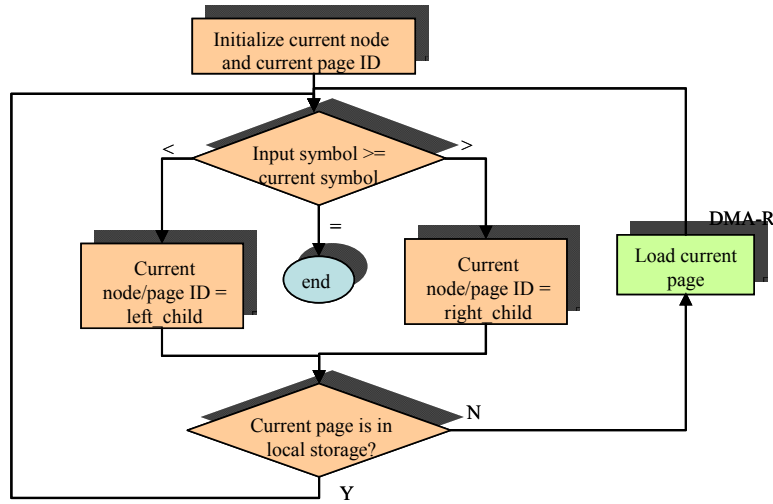 Initialize current node
and current page ID
<
Input symbol >=
current symbol
>
=
DMA-R
Current
node/page ID =
left_child
end
Current
node/page ID =
right_child
Load current
page
Current page is in
local storage?
N
Y